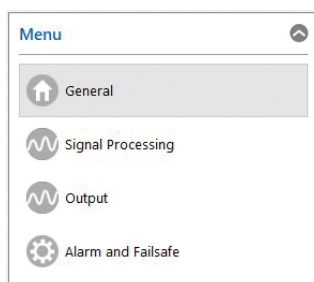 Menu
General
Signal Processing
Output
Alarm and Failsafe